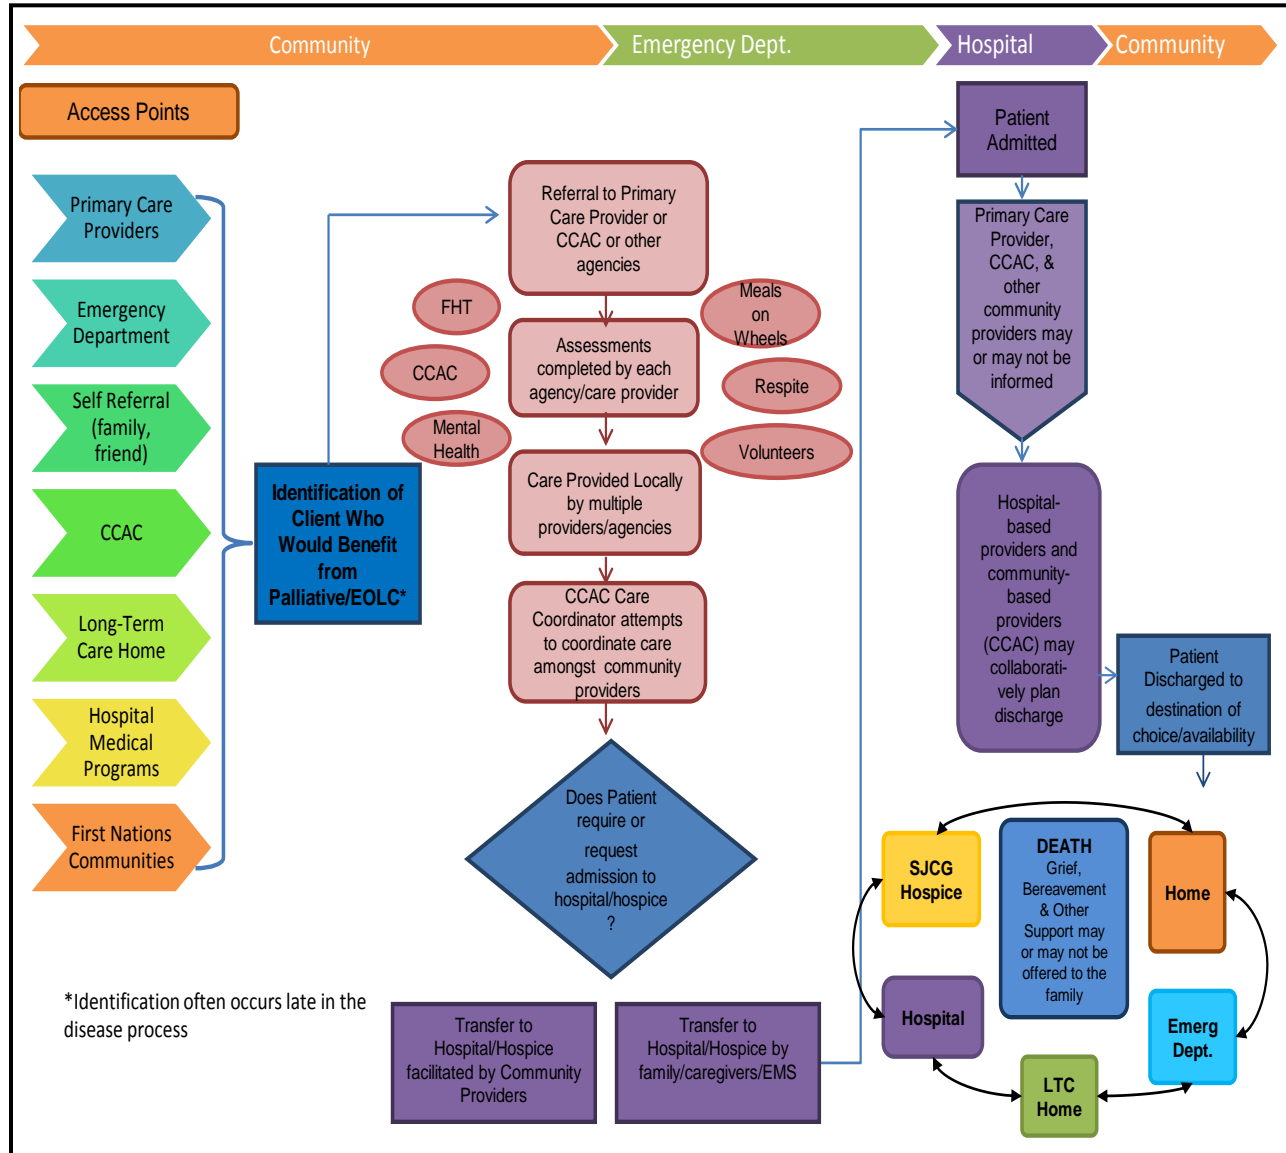 Community
Emergency Dept.
Hospital
Community
Access Points
Primary Care
Providers
Emergency
Department
Self Referral
(family,
friend)
CCAC
Long-Term
Care Home
Hospital
Medical
Programs
First Nations
Communities
Identification of
Client Who
Would Benefit
from
Palliative/EOLC*
*Identification often occurs late in the
disease process
Referral to Primary
Care Provider or
CCAC or other
agencies
FHT
CCAC
Mental
Health
Meals
on
Wheels
Respite
Volunteers
Assessments
completed by each
agency/care provider
Care Provided Locally
by multiple
providers/agencies
CCAC Care
Coordinator attempts
to coordinate care
amongst community
providers
Does Patient
require or
request
admission to
hospital/hospice
?
Transfer to
Hospital/Hospice
facilitated by Community
Providers
Transfer to
Hospital/Hospice by
family/caregivers/EMS
Patient
Admitted
Primary Care
Provider,
CCAC, &
other
community
providers may
or may not be
informed
Hospital-
based
providers and
community-
based
providers
(CCAC) may
collaborati-
vely plan
discharge
Patient
Discharged to
destination of
choice/availability
SJCG
Hospice
DEATH
Grief,
Bereavement
& Other
Support may
or may not be
offered to the
family
Home
Hospital
Emerg
Dept.
LTC
Home